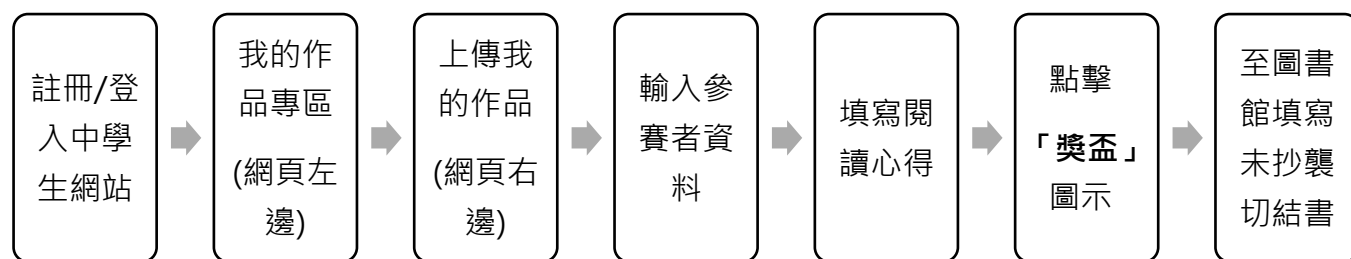 註冊/登
入中學
生網站
我的作
品專區
(網頁左
邊)
上傳我
的作品
(網頁右
邊)
輸入參
賽者資
料
填寫閱
讀心得
點擊
「獎盃」
圖示
至圖書
館填寫
未抄襲
切結書